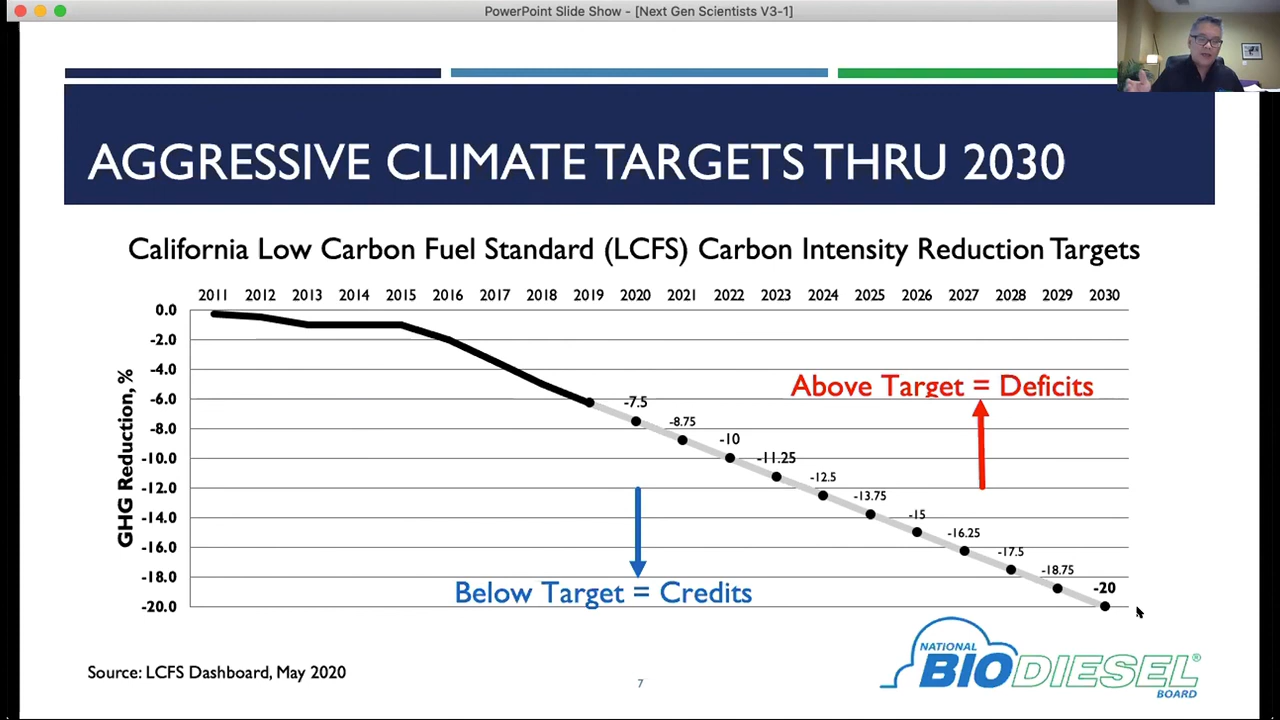 PowerPoint Slide Show - [Next Gen Scientists V3-1]
AGGRESSIVE CLIMATE TARGETS THRU 2030
California Low Carbon Fuel Standard (LCFS) Carbon Intensity Reduction Targets
2011 2012 2013 2014 2015 2016 2017 2018 2019 2020 2021 2022 2023 2024 2025 2026 2027 2028 2029 2030
GHG Reduction, %
0.0
-2.0
-4.0
-6.0
-8.0
-10.0
-12.0
-14.0
-16.0
-18.0
-20.0
-7.5
-8.75
-10
-11.25
-12.5
-13.75
-15
-16.25
-17.5
-18.75
-20
Above Target = Deficits
Below Target = Credits
Source: LCFS Dashboard, May 2020
7
NATIONAL
BIODIESEL®
BOARD